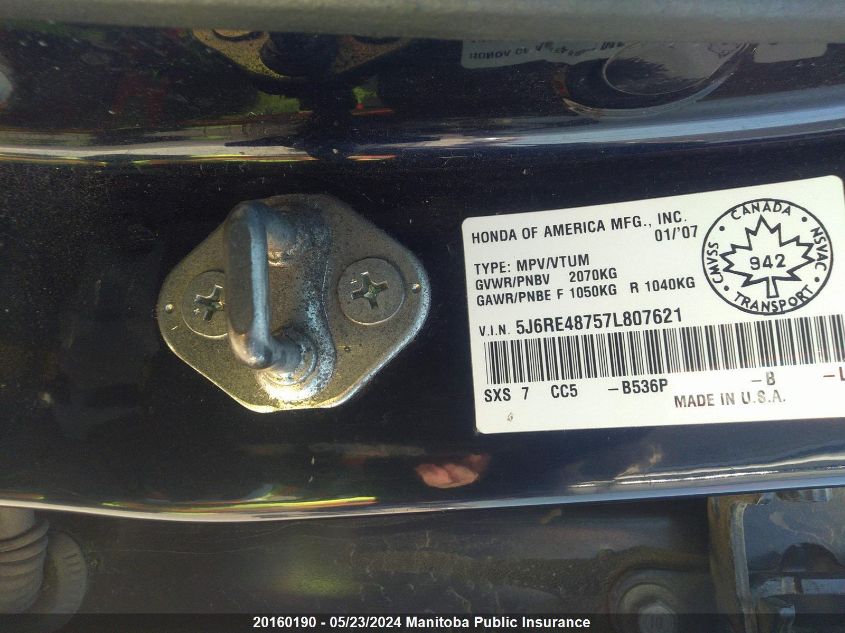 HONDA OF AMERICA MFG., INC.
01/'07
TYPE: MPV/VTUM
GVWR/PNBV 2070KG
GAWR/PNBE F 1050KG R 1040KG
V.I.N. 5J6RE48757L807621
SXS 7 CC5 -B536P -B -L
MADE IN U.S.A.
CANADA
CMVSS NSVAC
942
TRANSPORT
20160190 - 05/23/2024 Manitoba Public Insurance